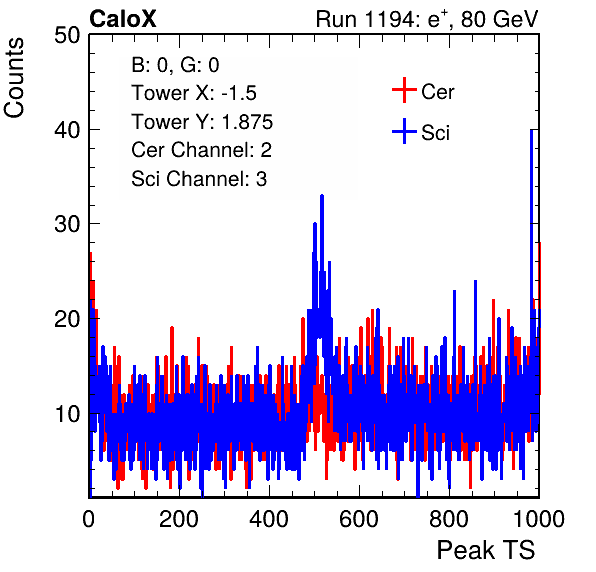 CaloX Run 1194: e+, 80 GeV
Counts
B: 0, G: 0
Tower X: -1.5
Tower Y: 1.875
Cer Channel: 2
Sci Channel: 3
Cer
Sci
50
40
30
20
10
0 200 400 600 800 1000
Peak TS